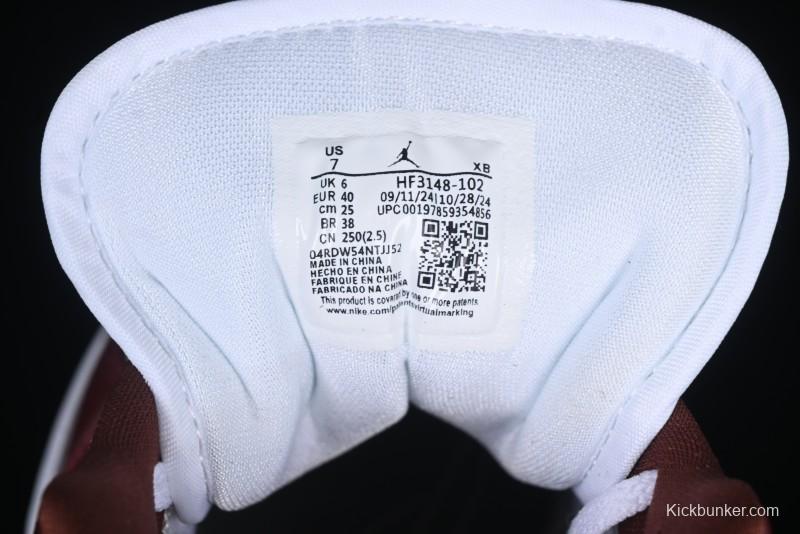 US
7
XB
UK 6
HF3148-102
EUR 40
09/11/24|10/28/24
cm 25
UPC00197859354856
BR 38
CN 250(2.5)
04RDW54NTJJ52
MADE IN CHINA
HECHO EN CHINA
FABRIQUE EN CHINE
FABRICADO NA CHINA
This product is covered by one or more patents.
www.nike.com/patentsvirtualmarking
Kickbunker.com